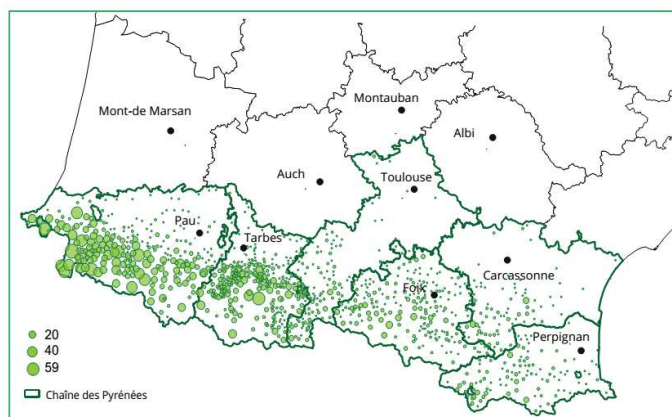 Montauban
Mont-de Marsan
Albi
Auch
Toulouse
Pau
Tarbes
Carcassonne
Foix
Perpignan
20
40
59
Chaîne des Pyrénées